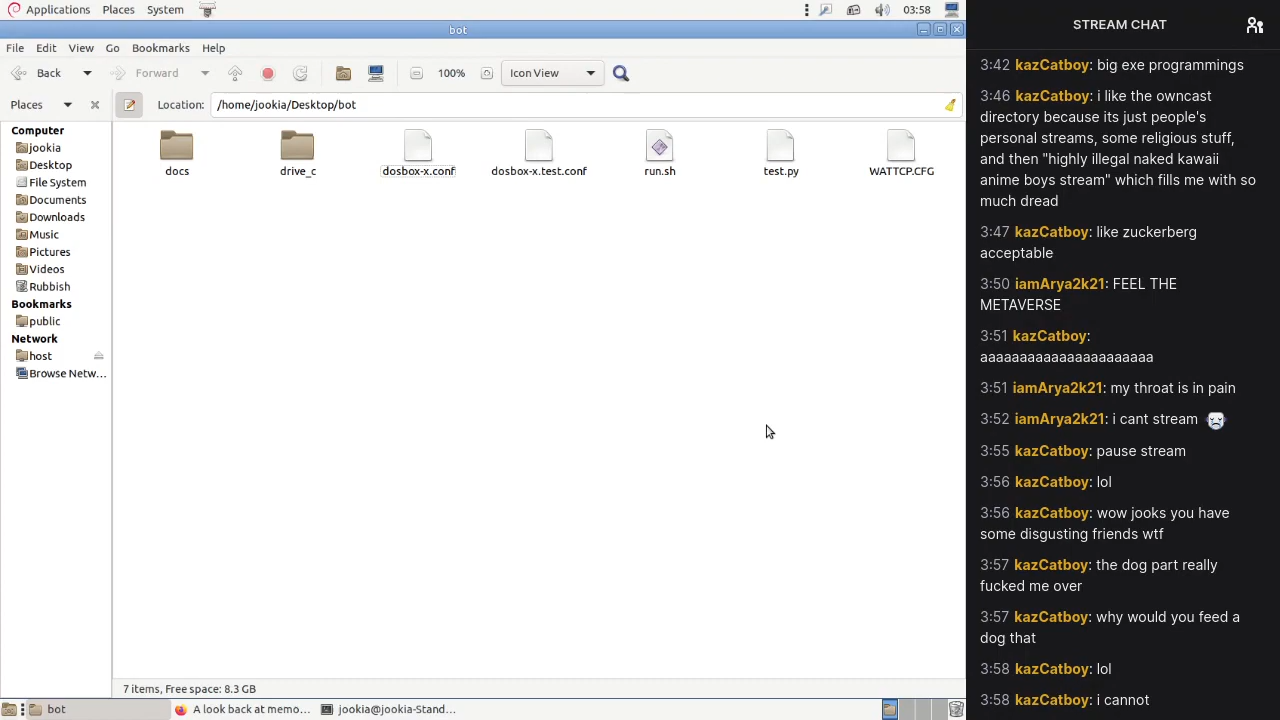 Applications Places System 03:58
bot
File Edit View Go Bookmarks Help
Back Forward 100% Icon View
Places Location: /home/jookia/Desktop/bot
Computer
jookia
Desktop
File System
Documents
Downloads
Music
Pictures
Videos
Rubbish
Bookmarks
public
Network
host
Browse Netw...
docs drive_c dosbox-x.conf dosbox-x.test.conf run.sh test.py WATTCP.CFG
7 items, Free space: 8.3 GB
bot A look back at memo... jookia@jookia-Stand...
STREAM CHAT
3:42 kazCatboy: big exe programmings
3:46 kazCatboy: i like the owncast
directory because its just people's
personal streams, some religious stuff,
and then "highly illegal naked kawaii
anime boys stream" which fills me with so
much dread
3:47 kazCatboy: like zuckerberg
acceptable
3:50 iamArya2k21: FEEL THE
METAVERSE
3:51 kazCatboy:
aaaaaaaaaaaaaaaaaaaaaa
3:51 iamArya2k21: my throat is in pain
3:52 iamArya2k21: i cant stream
3:55 kazCatboy: pause stream
3:56 kazCatboy: lol
3:56 kazCatboy: wow jooks you have
some disgusting friends wtf
3:57 kazCatboy: the dog part really
fucked me over
3:57 kazCatboy: why would you feed a
dog that
3:58 kazCatboy: lol
3:58 kazCatboy: i cannot